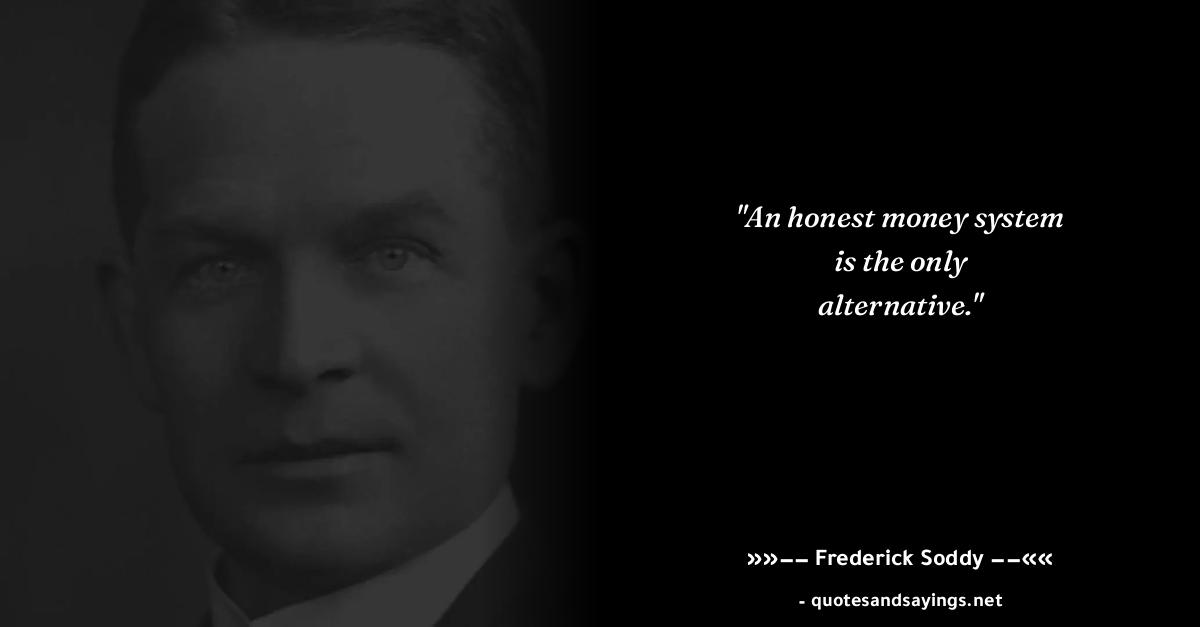 "An honest money system
is the only
alternative."
»»−− Frederick Soddy −−««
- quotesandsayings.net